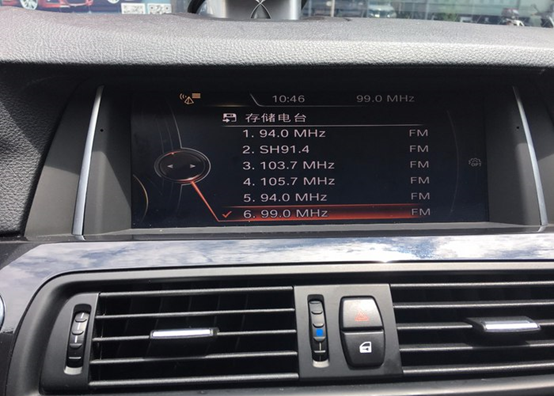 10:46 99.0 MHz
存储电台
1. 94.0 MHz FM
2. SH91.4 FM
3. 103.7 MHz FM
4. 105.7 MHz FM
5. 94.0 MHz FM
6. 99.0 MHz FM